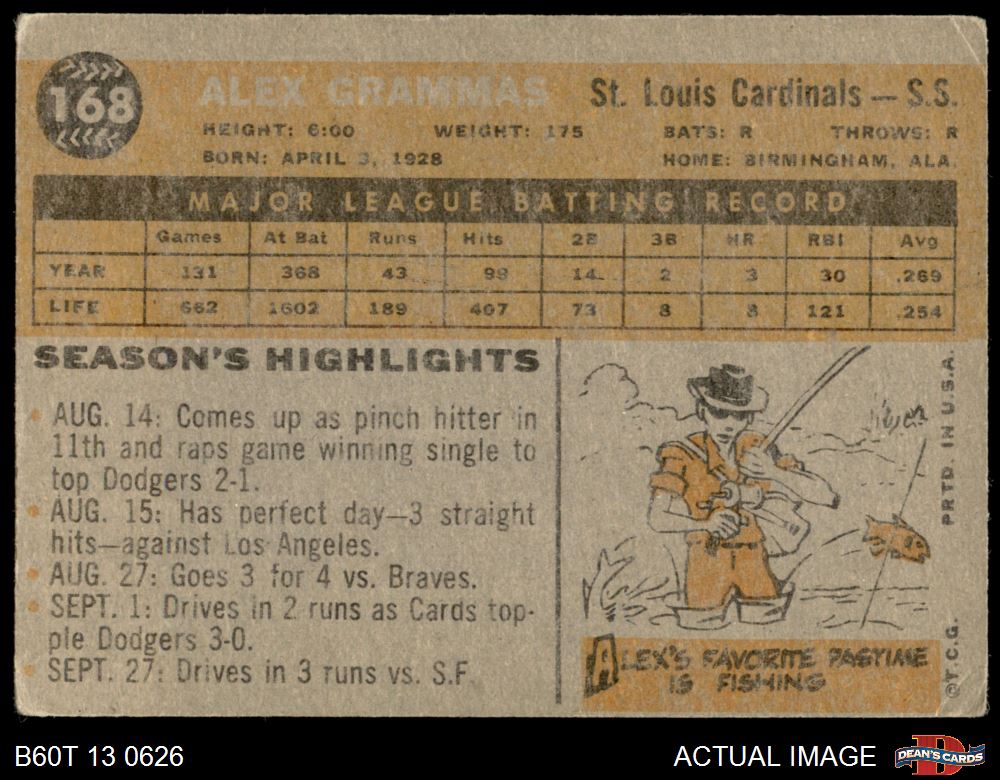 168
ALEX GRAMMAS St. Louis Cardinals — S.S.
HEIGHT: 6:00 WEIGHT: 175 BATS: R THROWS: R
BORN: APRIL 3, 1928 HOME: BIRMINGHAM, ALA.
MAJOR LEAGUE BATTING RECORD
Games At Bat Runs Hits 2B 3B HR RBI Avg
YEAR 131 368 43 99 14 2 3 30 .269
LIFE 662 1602 189 407 73 8 8 121 .254
SEASON'S HIGHLIGHTS
• AUG. 14: Comes up as pinch hitter in
11th and raps game winning single to
top Dodgers 2-1.
• AUG. 15: Has perfect day—3 straight
hits—against Los Angeles.
• AUG. 27: Goes 3 for 4 vs. Braves.
• SEPT. 1: Drives in 2 runs as Cards top-
ple Dodgers 3-0.
• SEPT. 27: Drives in 3 runs vs. S.F.
ALEX'S FAVORITE PASTIME
IS FISHING
©T.C.G. PRTD. IN U.S.A.
B60T 13 0626
ACTUAL IMAGE
DEAN'S CARDS